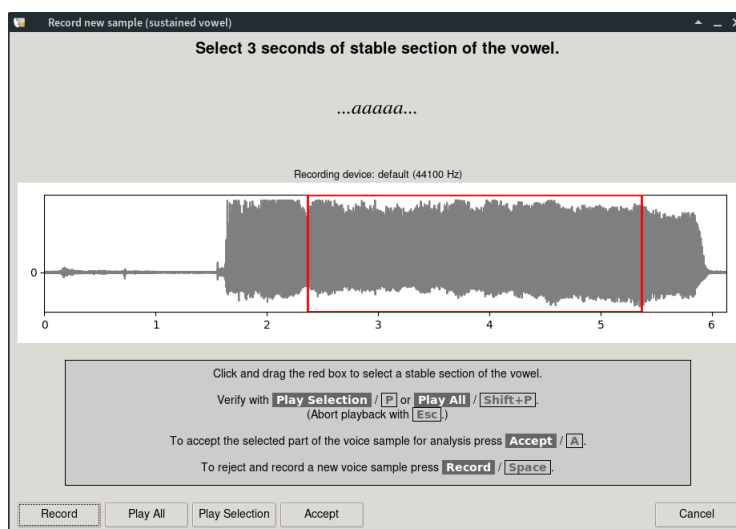 Record new sample (sustained vowel)
Select 3 seconds of stable section of the vowel.
...aaaaa...
Recording device: default (44100 Hz)
0
0 1 2 3 4 5 6
Click and drag the red box to select a stable section of the vowel.
Verify with Play Selection / P or Play All / Shift+P.
(Abort playback with Esc.)
To accept the selected part of the voice sample for analysis press Accept / A.
To reject and record a new voice sample press Record / Space.
Record Play All Play Selection Accept Cancel